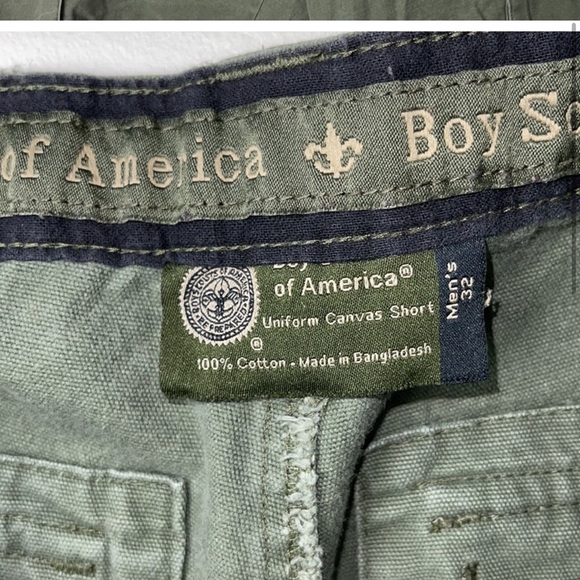 of America Boy Sc
of America®
Uniform Canvas Short
®
100% Cotton - Made in Bangladesh
Men's
32